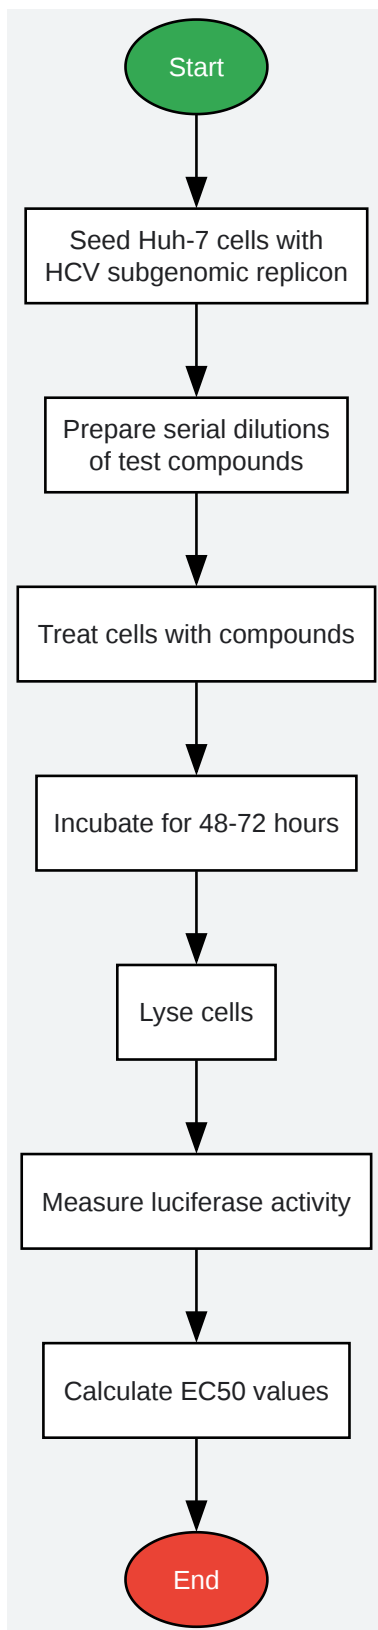 Start
Seed Huh-7 cells with
HCV subgenomic replicon
Prepare serial dilutions
of test compounds
Treat cells with compounds
Incubate for 48-72 hours
Lyse cells
Measure luciferase activity
Calculate EC50 values
End